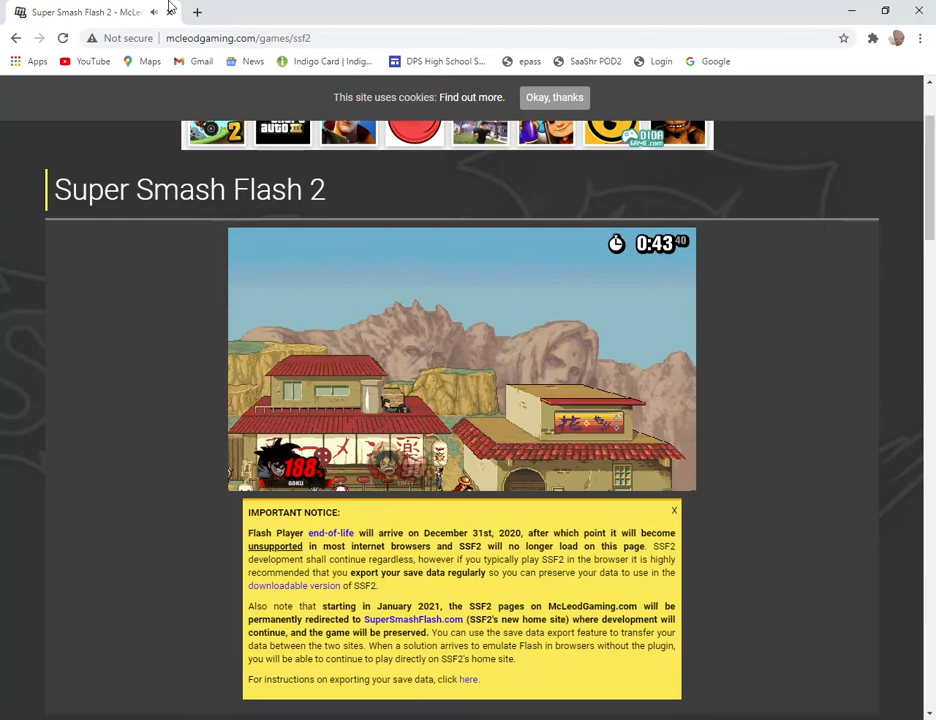 Super Smash Flash 2 - McLe
Not secure mcleodgaming.com/games/ssf2
Apps YouTube Maps Gmail News Indigo Card | Indig... DPS High School S... epass SaaShr POD2 Login Google
This site uses cookies: Find out more. Okay, thanks
2 III DIDA
GAME.com
Super Smash Flash 2
0:43 40
花
188
GOKU
IMPORTANT NOTICE: X
Flash Player end-of-life will arrive on December 31st, 2020, after which point it will become
unsupported in most internet browsers and SSF2 will no longer load on this page. SSF2
development shall continue regardless, however if you typically play SSF2 in the browser it is highly
recommended that you export your save data regularly so you can preserve your data to use in the
downloadable version of SSF2.
Also note that starting in January 2021, the SSF2 pages on McLeodGaming.com will be
permanently redirected to SuperSmashFlash.com (SSF2's new home site) where development will
continue, and the game will be preserved. You can use the save data export feature to transfer your
data between the two sites. When a solution arrives to emulate Flash in browsers without the plugin,
you will be able to continue to play directly on SSF2's home site.
For instructions on exporting your save data, click here.